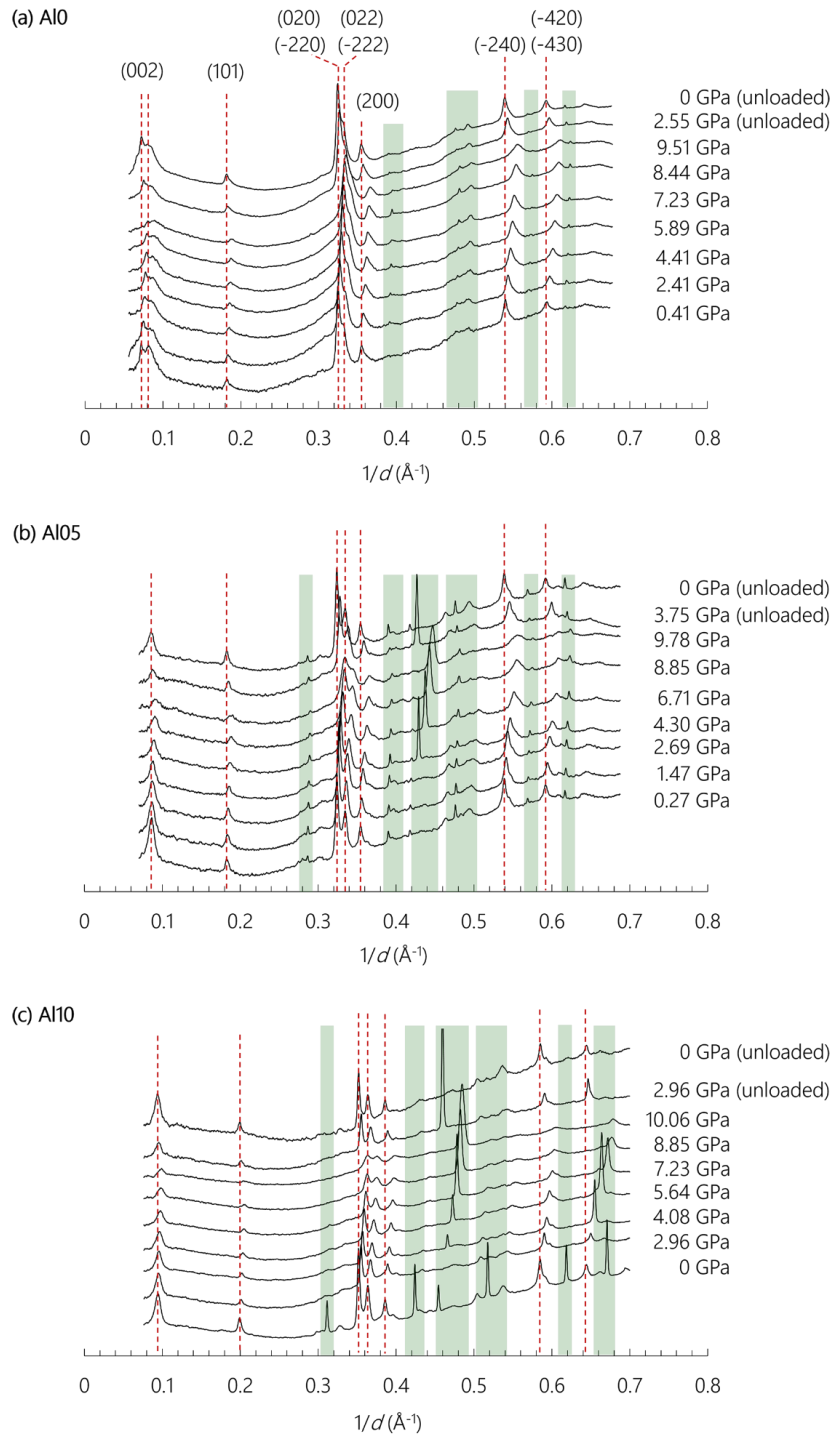 (a) Al0
(020)
(022)
(-420)
(-220)
(-222)
(-240)
(-430)
(002)
(101)
(200)
0 GPa (unloaded)
2.55 GPa (unloaded)
9.51 GPa
8.44 GPa
7.23 GPa
5.89 GPa
4.41 GPa
2.41 GPa
0.41 GPa
0 0.1 0.2 0.3 0.4 0.5 0.6 0.7 0.8
1/d (Å⁻¹)
(b) Al05
0 GPa (unloaded)
3.75 GPa (unloaded)
9.78 GPa
8.85 GPa
6.71 GPa
4.30 GPa
2.69 GPa
1.47 GPa
0.27 GPa
0 0.1 0.2 0.3 0.4 0.5 0.6 0.7 0.8
1/d (Å⁻¹)
(c) Al10
0 GPa (unloaded)
2.96 GPa (unloaded)
10.06 GPa
8.85 GPa
7.23 GPa
5.64 GPa
4.08 GPa
2.96 GPa
0 GPa
0 0.1 0.2 0.3 0.4 0.5 0.6 0.7 0.8
1/d (Å⁻¹)